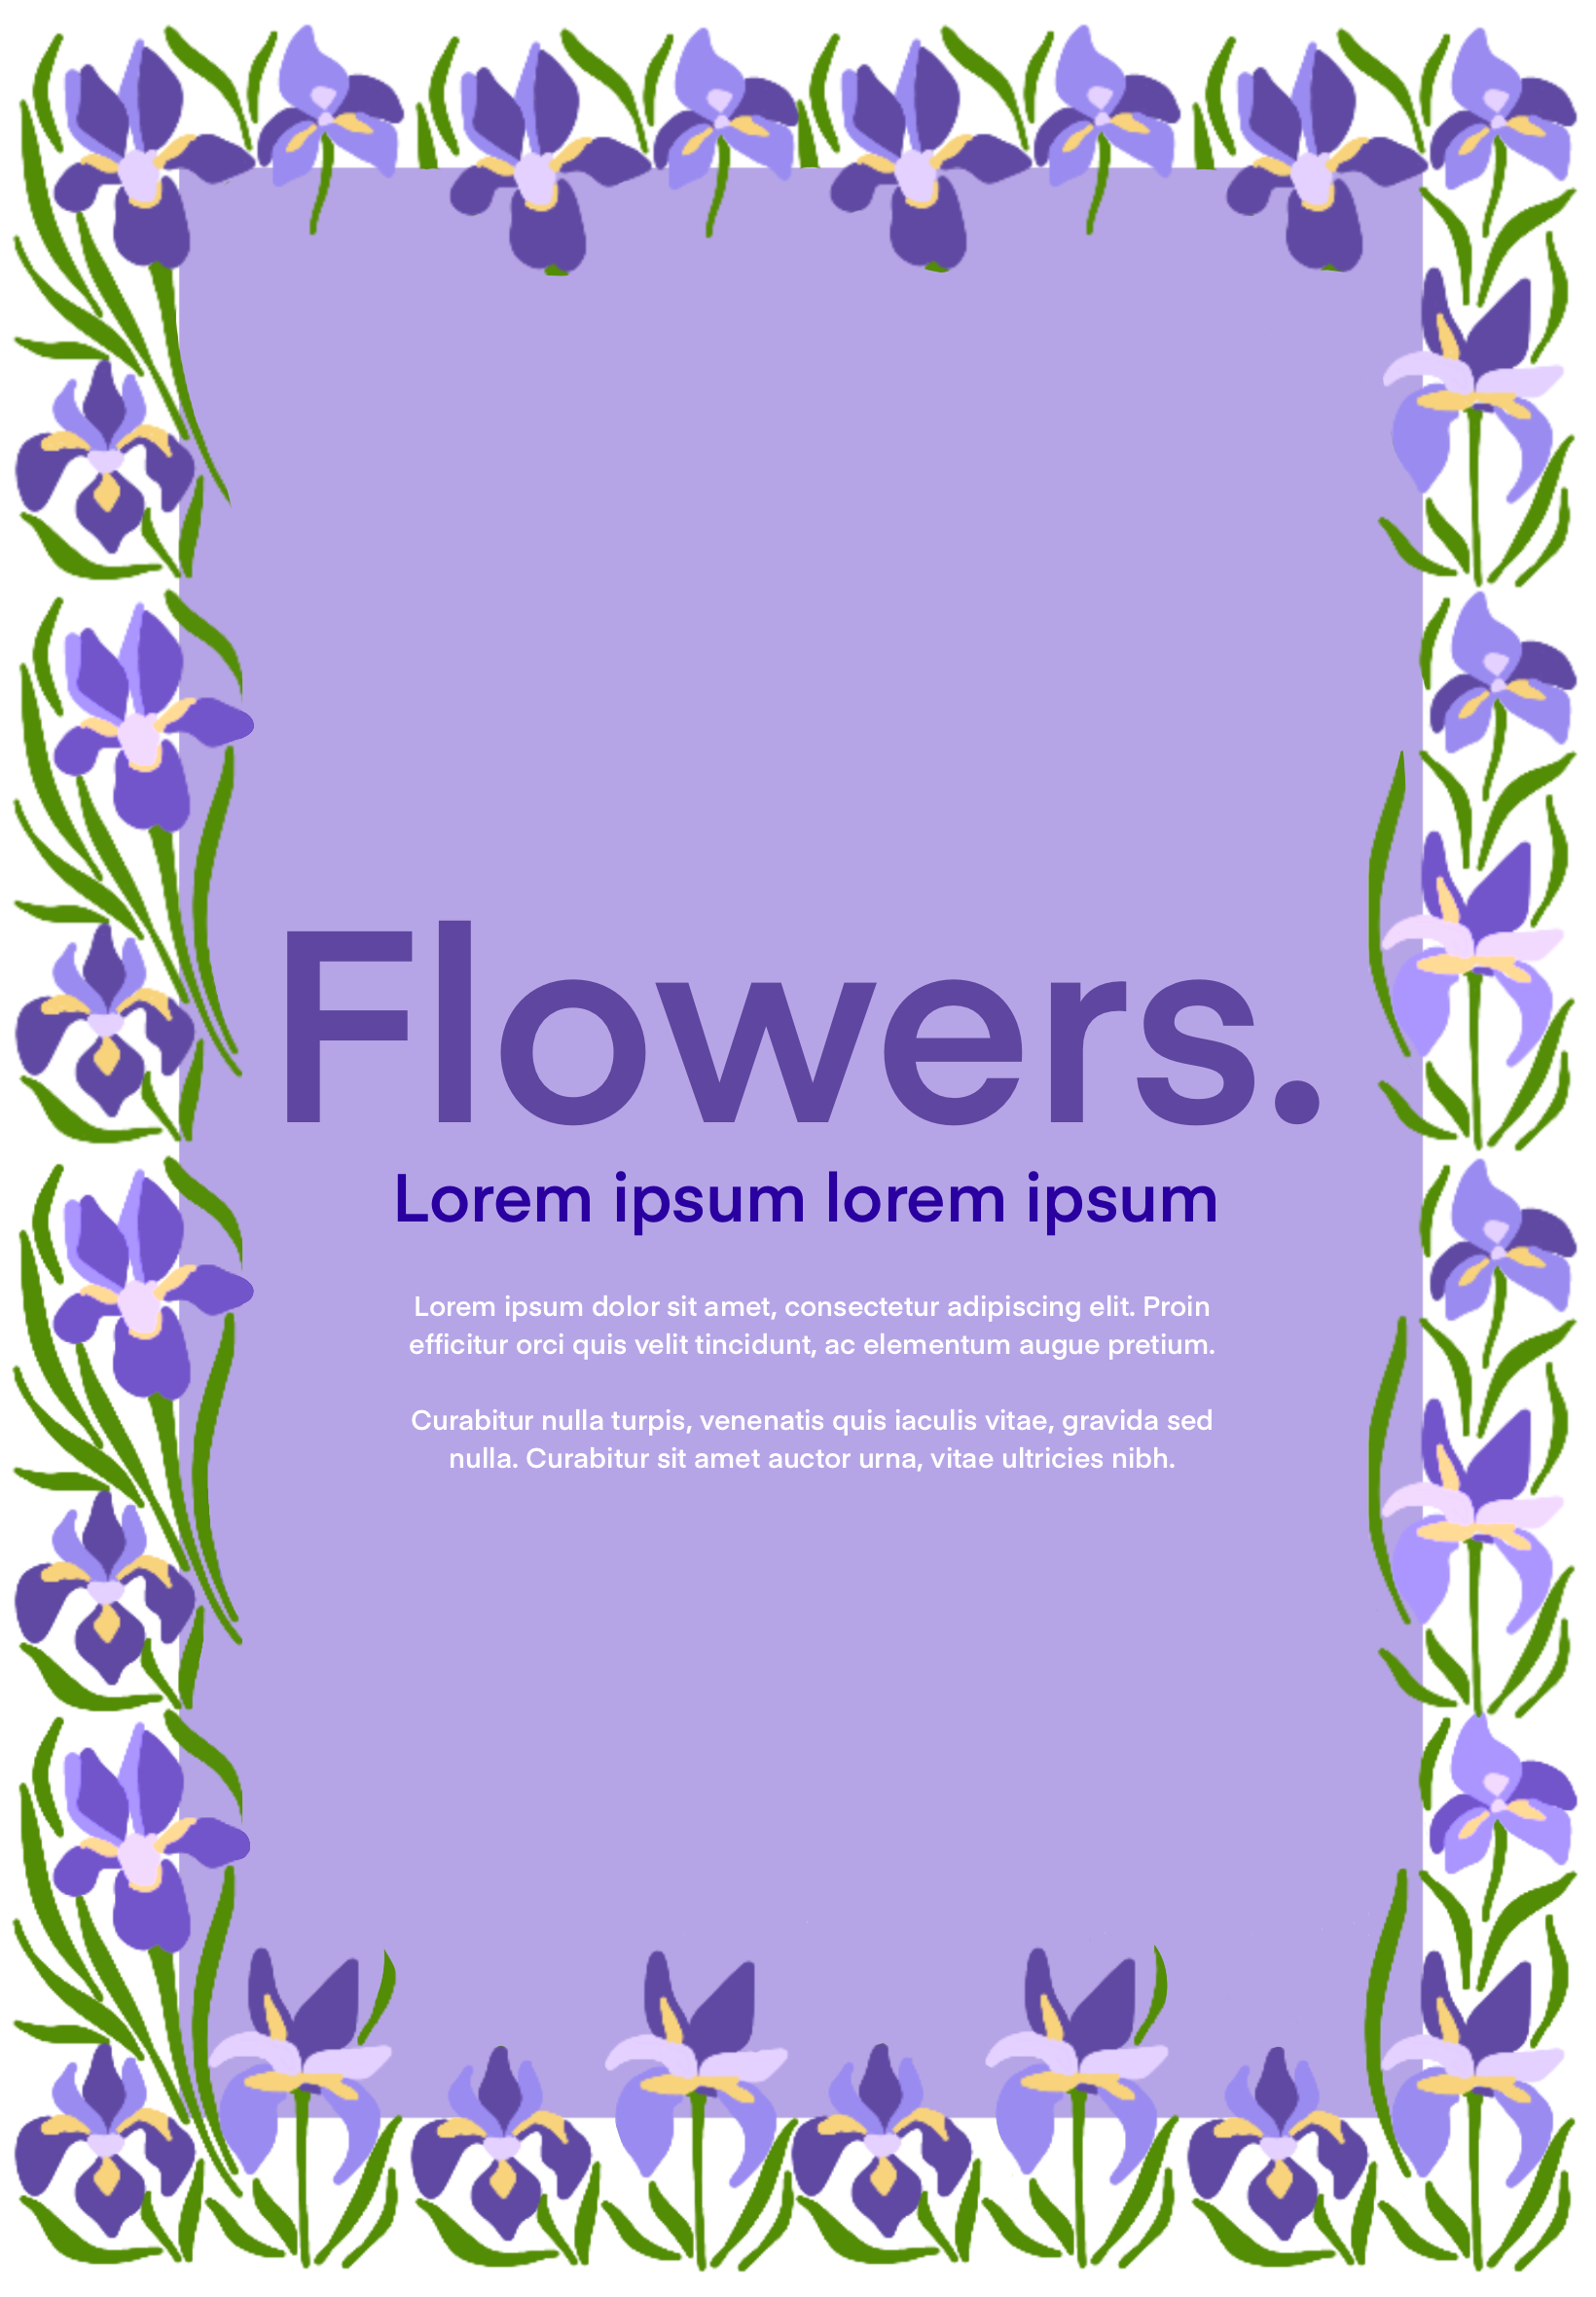 Flowers.
Lorem ipsum lorem ipsum
Lorem ipsum dolor sit amet, consectetur adipiscing elit. Proin
efficitur orci quis velit tincidunt, ac elementum augue pretium.
Curabitur nulla turpis, venenatis quis iaculis vitae, gravida sed
nulla. Curabitur sit amet auctor urna, vitae ultricies nibh.